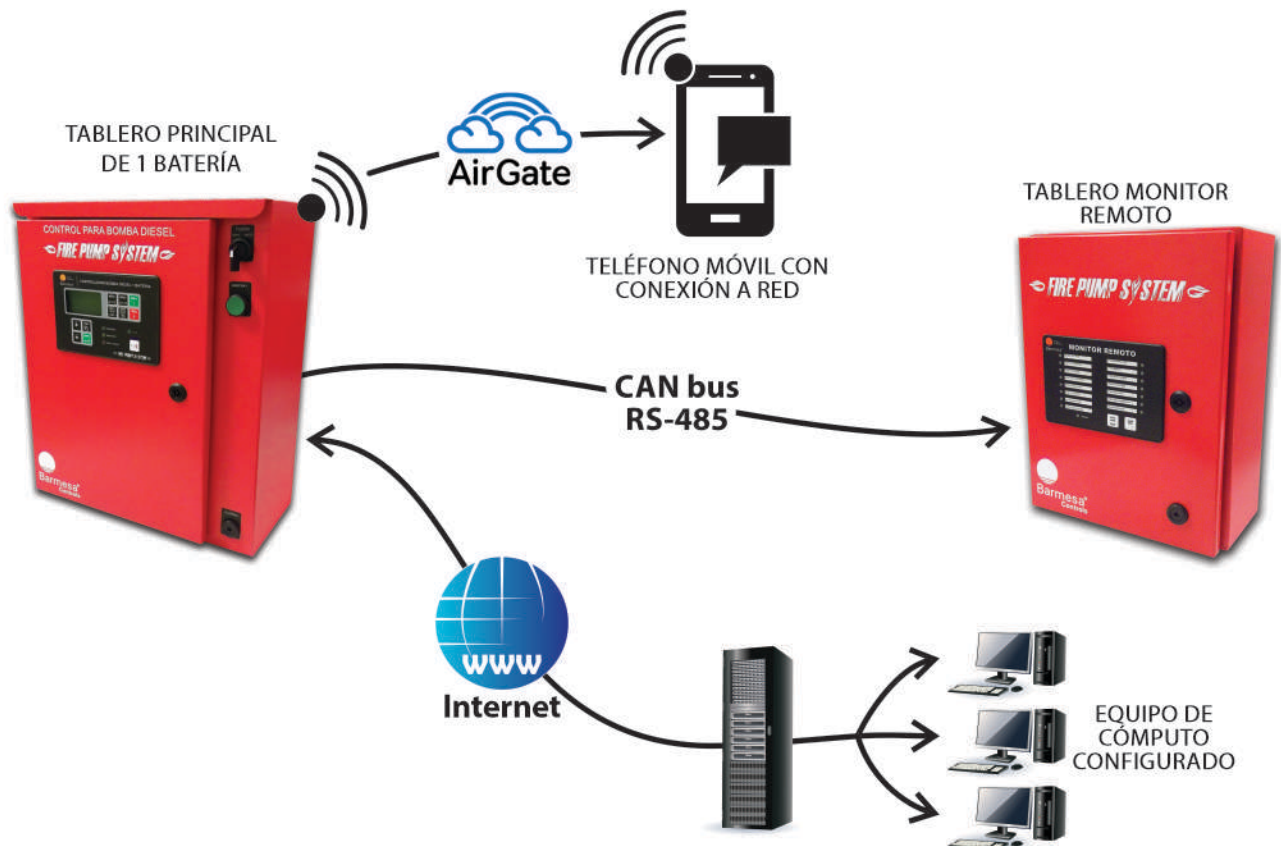 TABLERO PRINCIPAL
DE 1 BATERÍA
AirGate
TELÉFONO MÓVIL CON
CONEXIÓN A RED
TABLERO MONITOR
REMOTO
CONTROL PARA BOMBA DIESEL
FIRE PUMP SYSTEM
Barmesa
Controls
FIRE PUMP SYSTEM
MONITOR REMOTO
Barmesa
Controls
CAN bus
RS-485
www
Internet
EQUIPO DE
CÓMPUTO
CONFIGURADO